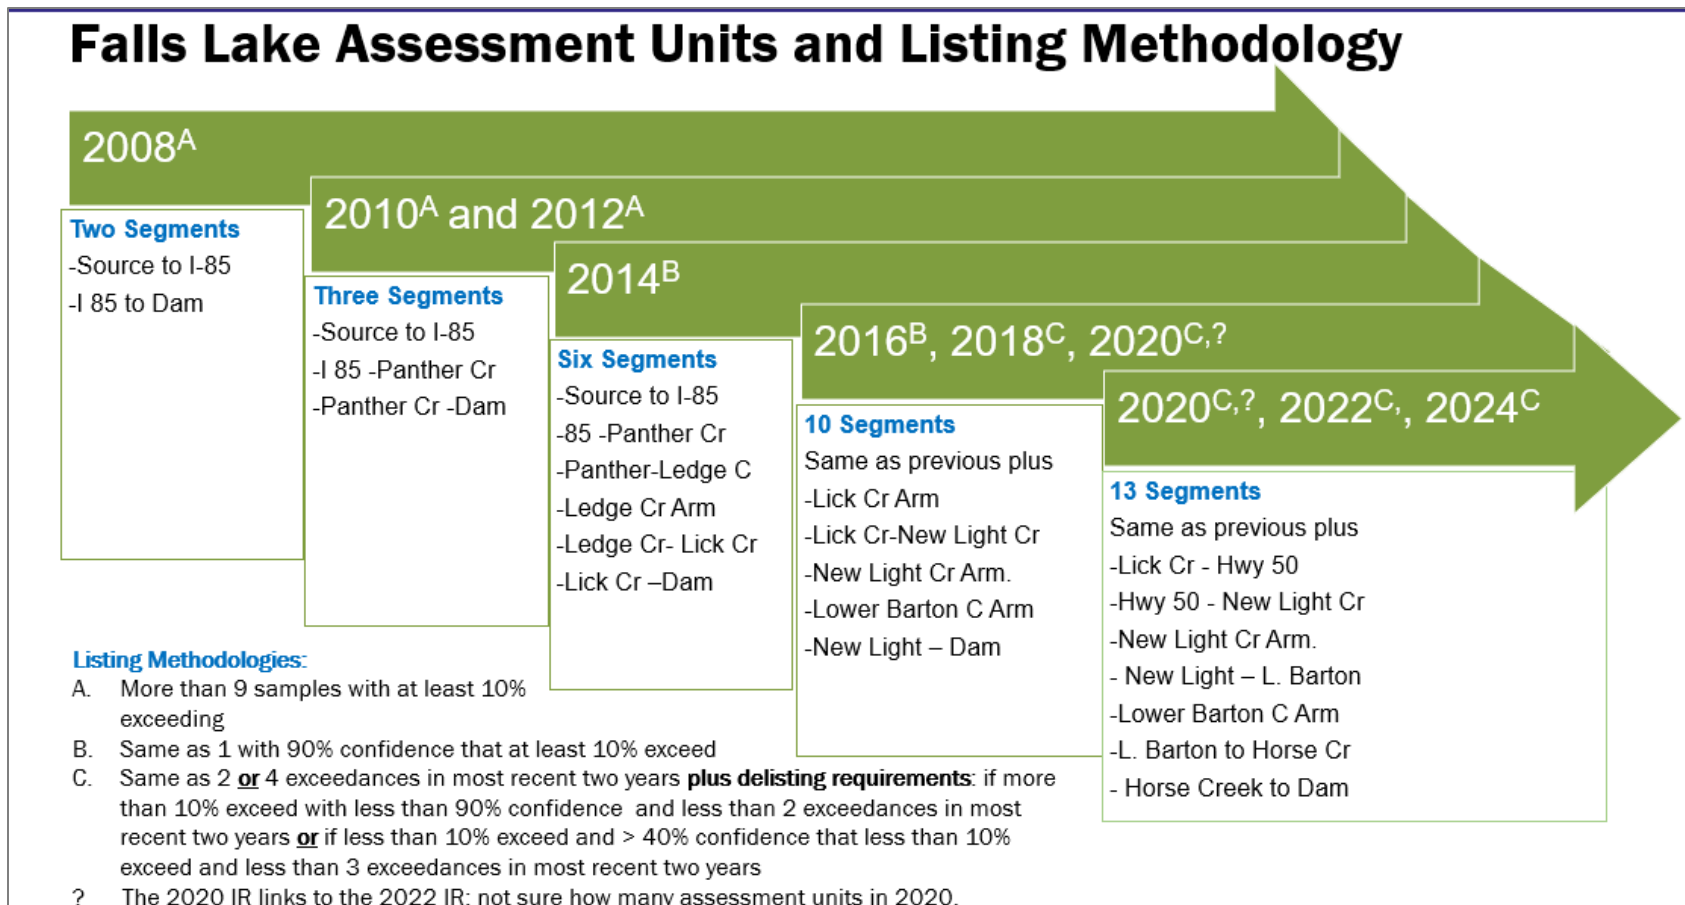 Falls Lake Assessment Units and Listing Methodology
2008A
2010A and 2012A
2014B
2016B, 2018C, 2020C,?
2020C,?, 2022C,, 2024C
Two Segments
-Source to I-85
-I 85 to Dam
Three Segments
-Source to I-85
-I 85 -Panther Cr
-Panther Cr -Dam
Six Segments
-Source to I-85
-85 -Panther Cr
-Panther-Ledge C
-Ledge Cr Arm
-Ledge Cr- Lick Cr
-Lick Cr –Dam
10 Segments
Same as previous plus
-Lick Cr Arm
-Lick Cr-New Light Cr
-New Light Cr Arm.
-Lower Barton C Arm
-New Light – Dam
13 Segments
Same as previous plus
-Lick Cr - Hwy 50
-Hwy 50 - New Light Cr
-New Light Cr Arm.
- New Light – L. Barton
-Lower Barton C Arm
-L. Barton to Horse Cr
- Horse Creek to Dam
Listing Methodologies:
A. More than 9 samples with at least 10%
exceeding
B. Same as 1 with 90% confidence that at least 10% exceed
C. Same as 2 or 4 exceedances in most recent two years plus delisting requirements: if more
than 10% exceed with less than 90% confidence and less than 2 exceedances in most
recent two years or if less than 10% exceed and > 40% confidence that less than 10%
exceed and less than 3 exceedances in most recent two years
? The 2020 IR links to the 2022 IR; not sure how many assessment units in 2020.